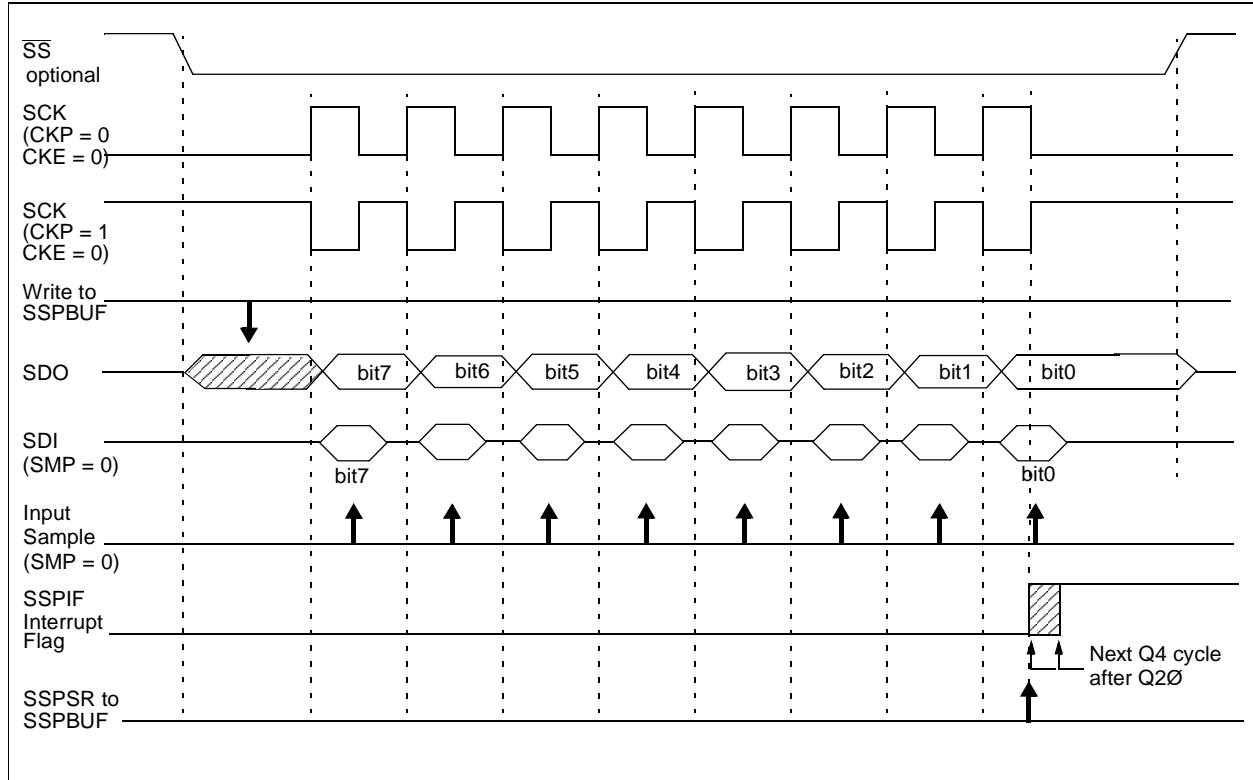 SS
optional
SCK
(CKP = 0
CKE = 0)
SCK
(CKP = 1
CKE = 0)
Write to
SSPBUF
SDO
bit7 bit6 bit5 bit4 bit3 bit2 bit1 bit0
SDI
(SMP = 0)
bit7 bit0
Input
Sample
(SMP = 0)
SSPIF
Interrupt
Flag
Next Q4 cycle
after Q2Ø
SSPSR to
SSPBUF